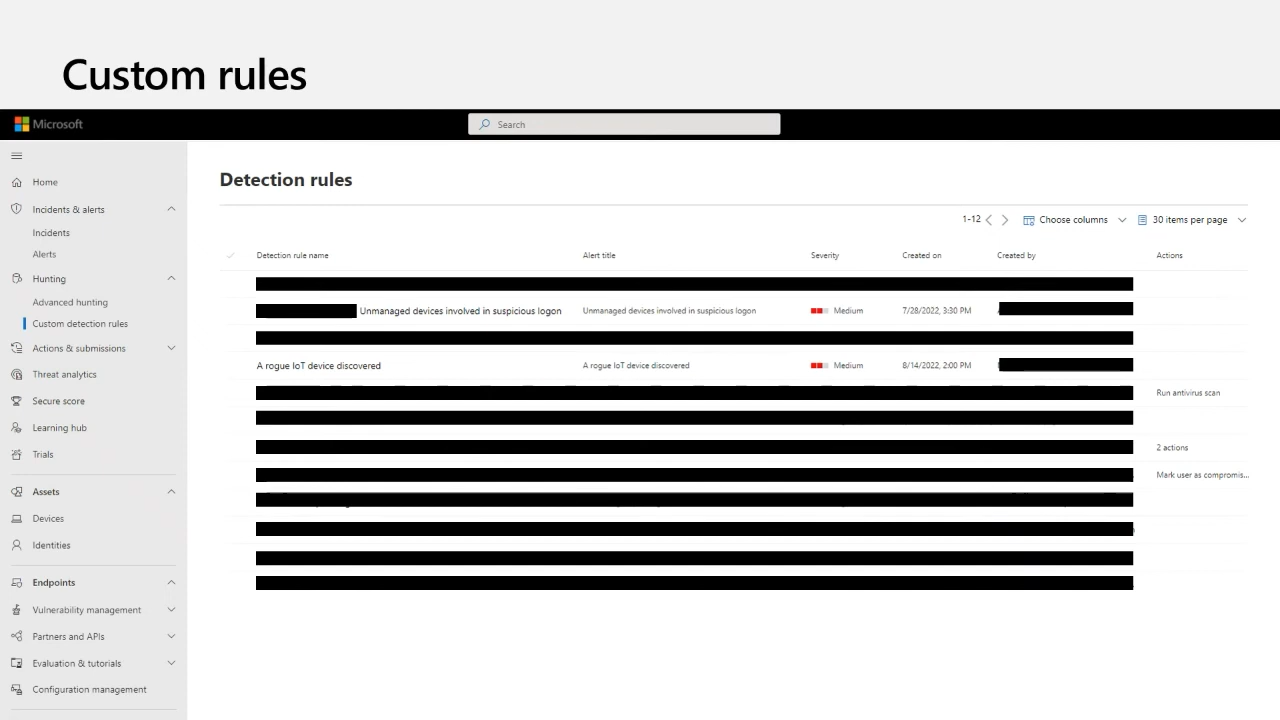 Custom rules
Microsoft
Search
Home
Incidents & alerts
Incidents
Alerts
Hunting
Advanced hunting
Custom detection rules
Actions & submissions
Threat analytics
Secure score
Learning hub
Trials
Assets
Devices
Identities
Endpoints
Vulnerability management
Partners and APIs
Evaluation & tutorials
Configuration management
Detection rules
1-12 Choose columns 30 items per page
Detection rule name Alert title Severity Created on Created by Actions
Unmanaged devices involved in suspicious logon Unmanaged devices involved in suspicious logon Medium 7/28/2022, 3:30 PM
A rogue IoT device discovered A rogue IoT device discovered Medium 8/14/2022, 2:00 PM
Run antivirus scan
2 actions
Mark user as compromis...